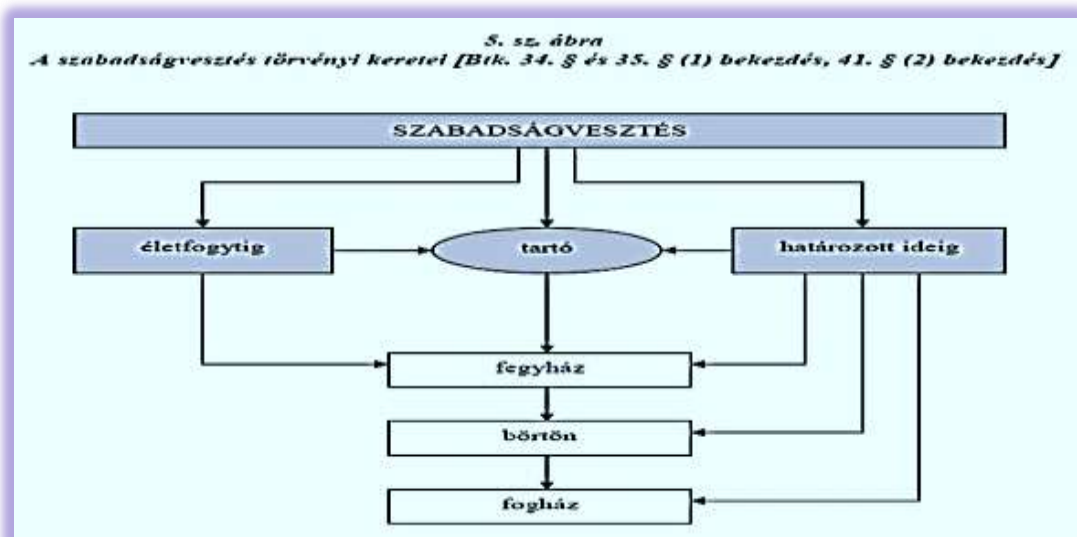 5. sz. ábra
A szabadságvesztés törvényi keretei [Btk. 34. § és 35. § (1) bekezdés, 41. § (2) bekezdés]
SZABADSÁGVESZTÉS
életfogytig
tartó
határozott ideig
fegyház
börtön
fogház